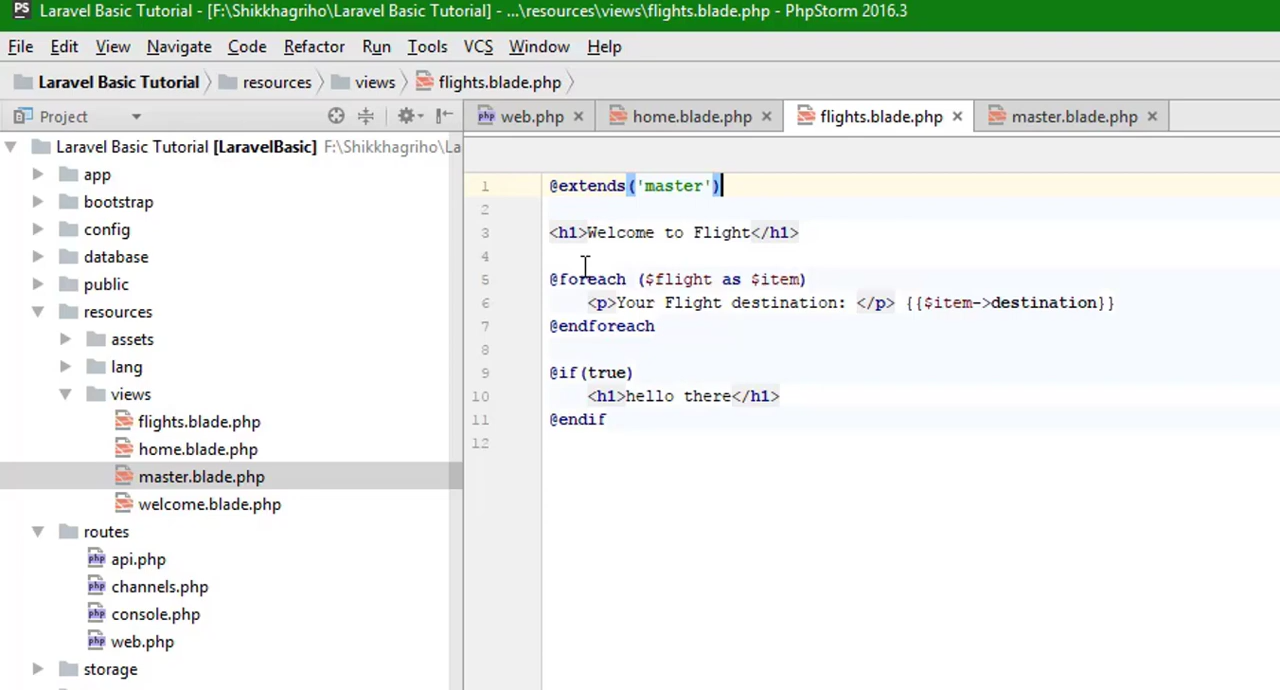 PS Laravel Basic Tutorial - [F:\Shikkhagriho\Laravel Basic Tutorial] - ...\resources\views\flights.blade.php - PhpStorm 2016.3
File Edit View Navigate Code Refactor Run Tools VCS Window Help
Laravel Basic Tutorial resources views flights.blade.php
Project
web.php home.blade.php flights.blade.php master.blade.php
Laravel Basic Tutorial [LaravelBasic] F:\Shikkhagriho\La
app
bootstrap
config
database
public
resources
assets
lang
views
flights.blade.php
home.blade.php
master.blade.php
welcome.blade.php
routes
php api.php
php channels.php
php console.php
php web.php
storage
1 @extends('master')
2
3 <h1>Welcome to Flight</h1>
4
5 @foreach ($flight as $item)
6 <p>Your Flight destination: </p> {{$item->destination}}
7 @endforeach
8
9 @if(true)
10 <h1>hello there</h1>
11 @endif
12